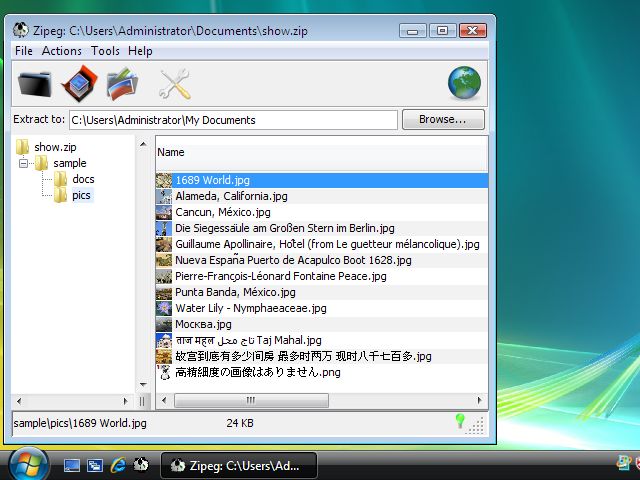 Zipeg: C:\Users\Administrator\Documents\show.zip
File Actions Tools Help
Extract to: C:\Users\Administrator\My Documents Browse...
show.zip
sample
docs
pics
Name
1689 World.jpg
Alameda, California.jpg
Cancun, México.jpg
Die Siegessäule am Großen Stern im Berlin.jpg
Guillaume Apollinaire, Hotel (from Le guetteur mélancolique).jpg
Nueva España Puerto de Acapulco Boot 1628.jpg
Pierre-François-Léonard Fontaine Peace.jpg
Punta Banda, México.jpg
Water Lily - Nymphaeaceae.jpg
Москва.jpg
ताज महल تاج محل Taj Mahal.jpg
故宫到底有多少间房 最多时两万 现时八千七百多.jpg
高精細度の画像はありません.png
sample\pics\1689 World.jpg 24 KB
Zipeg: C:\Users\Ad...